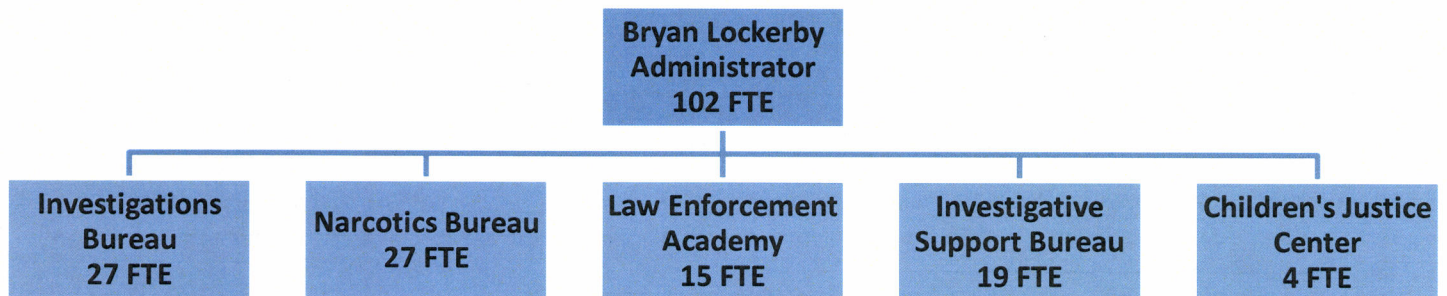 Bryan Lockerby
Administrator
102 FTE
Investigations
Bureau
27 FTE
Narcotics Bureau
27 FTE
Law Enforcement
Academy
15 FTE
Investigative
Support Bureau
19 FTE
Children's Justice
Center
4 FTE